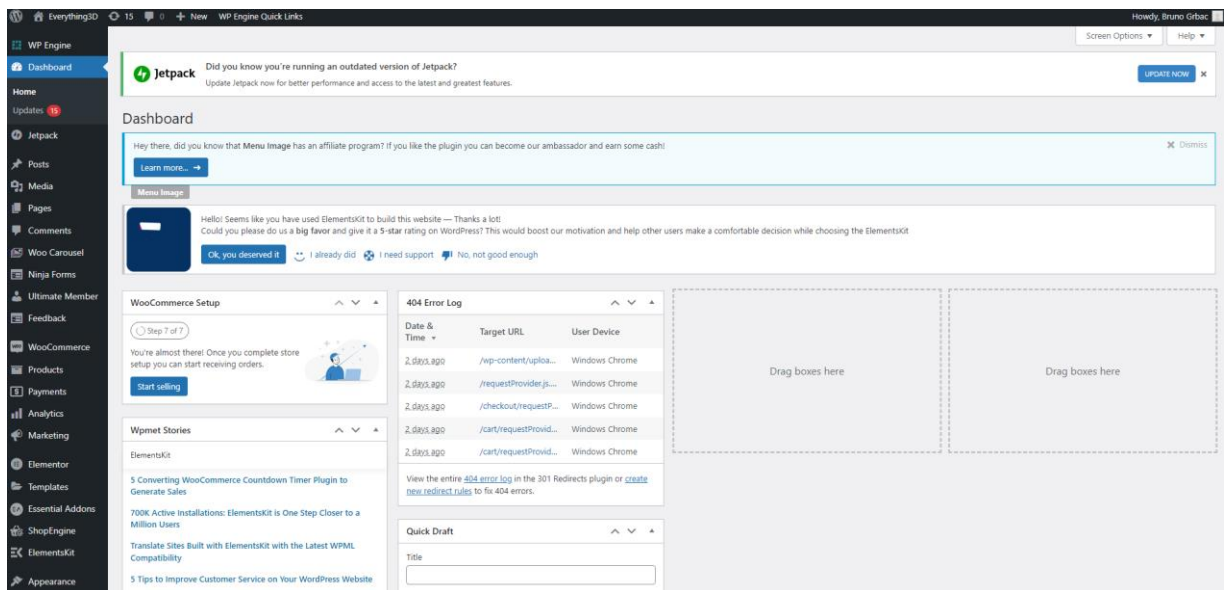 Everything3D 15 0 New WP Engine Quick Links Howdy, Bruno Grbac
Screen Options Help
WP Engine
Dashboard
Home
Updates 15
Jetpack
Posts
Media
Pages
Comments
Woo Carousel
Ninja Forms
Ultimate Member
Feedback
WooCommerce
Products
Payments
Analytics
Marketing
Elementor
Templates
Essential Addons
ShopEngine
ElementsKit
Appearance
Jetpack
Did you know you're running an outdated version of Jetpack?
Update Jetpack now for better performance and access to the latest and greatest features.
UPDATE NOW
Dashboard
Hey there, did you know that Menu Image has an affiliate program? If you like the plugin you can become our ambassador and earn some cash!
Dismiss
Learn more... →
Menu Image
Hello! Seems like you have used ElementsKit to build this website — Thanks a lot!
Could you please do us a big favor and give it a 5-star rating on WordPress? This would boost our motivation and help other users make a comfortable decision while choosing the ElementsKit
Ok, you deserved it I already did I need support No, not good enough
WooCommerce Setup
Step 7 of 7
You're almost there! Once you complete store
setup you can start receiving orders.
Start selling
Wpmet Stories
ElementsKit
5 Converting WooCommerce Countdown Timer Plugin to
Generate Sales
700K Active Installations: ElementsKit is One Step Closer to a
Million Users
Translate Sites Built with ElementsKit with the Latest WPML
Compatibility
5 Tips to Improve Customer Service on Your WordPress Website
404 Error Log
Date &
Time Target URL User Device
2 days ago /wp-content/uploa... Windows Chrome
2 days ago /requestProvider.js.... Windows Chrome
2 days ago /checkout/requestP... Windows Chrome
2 days ago /cart/requestProvid... Windows Chrome
2 days ago /cart/requestProvid... Windows Chrome
View the entire 404 error log in the 301 Redirects plugin or create
new redirect rules to fix 404 errors.
Quick Draft
Title
Drag boxes here
Drag boxes here